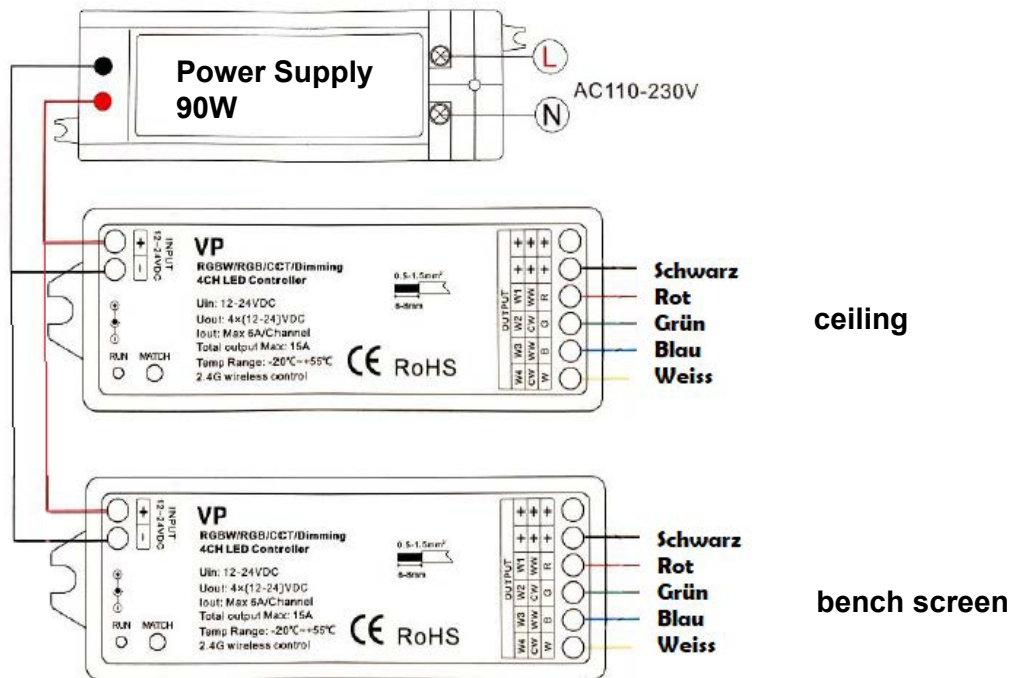 Power Supply
90W
L
N
AC110-230V
+
−
INPUT
12~24VDC
VP
RGBW/RGB/CCT/Dimming
4CH LED Controller
Uin: 12-24VDC
Uout: 4×(12-24)VDC
Iout: Max 6A/Channel
Total output Max: 15A
Temp Range: -20℃~+55℃
2.4G wireless control
RUN MATCH
0.5-1.5mm²
6-8mm
CE RoHS
OUTPUT
+ + +
+ + +
W1 WW R
W2 CW G
W3 WW B
W4 CW W
Schwarz
Rot
Grün
Blau
Weiss
ceiling
+
−
INPUT
12~24VDC
VP
RGBW/RGB/CCT/Dimming
4CH LED Controller
Uin: 12-24VDC
Uout: 4×(12-24)VDC
Iout: Max 6A/Channel
Total output Max: 15A
Temp Range: -20℃~+55℃
2.4G wireless control
RUN MATCH
0.5-1.5mm²
6-8mm
CE RoHS
OUTPUT
+ + +
+ + +
W1 WW R
W2 CW G
W3 WW B
W4 CW W
Schwarz
Rot
Grün
Blau
Weiss
bench screen